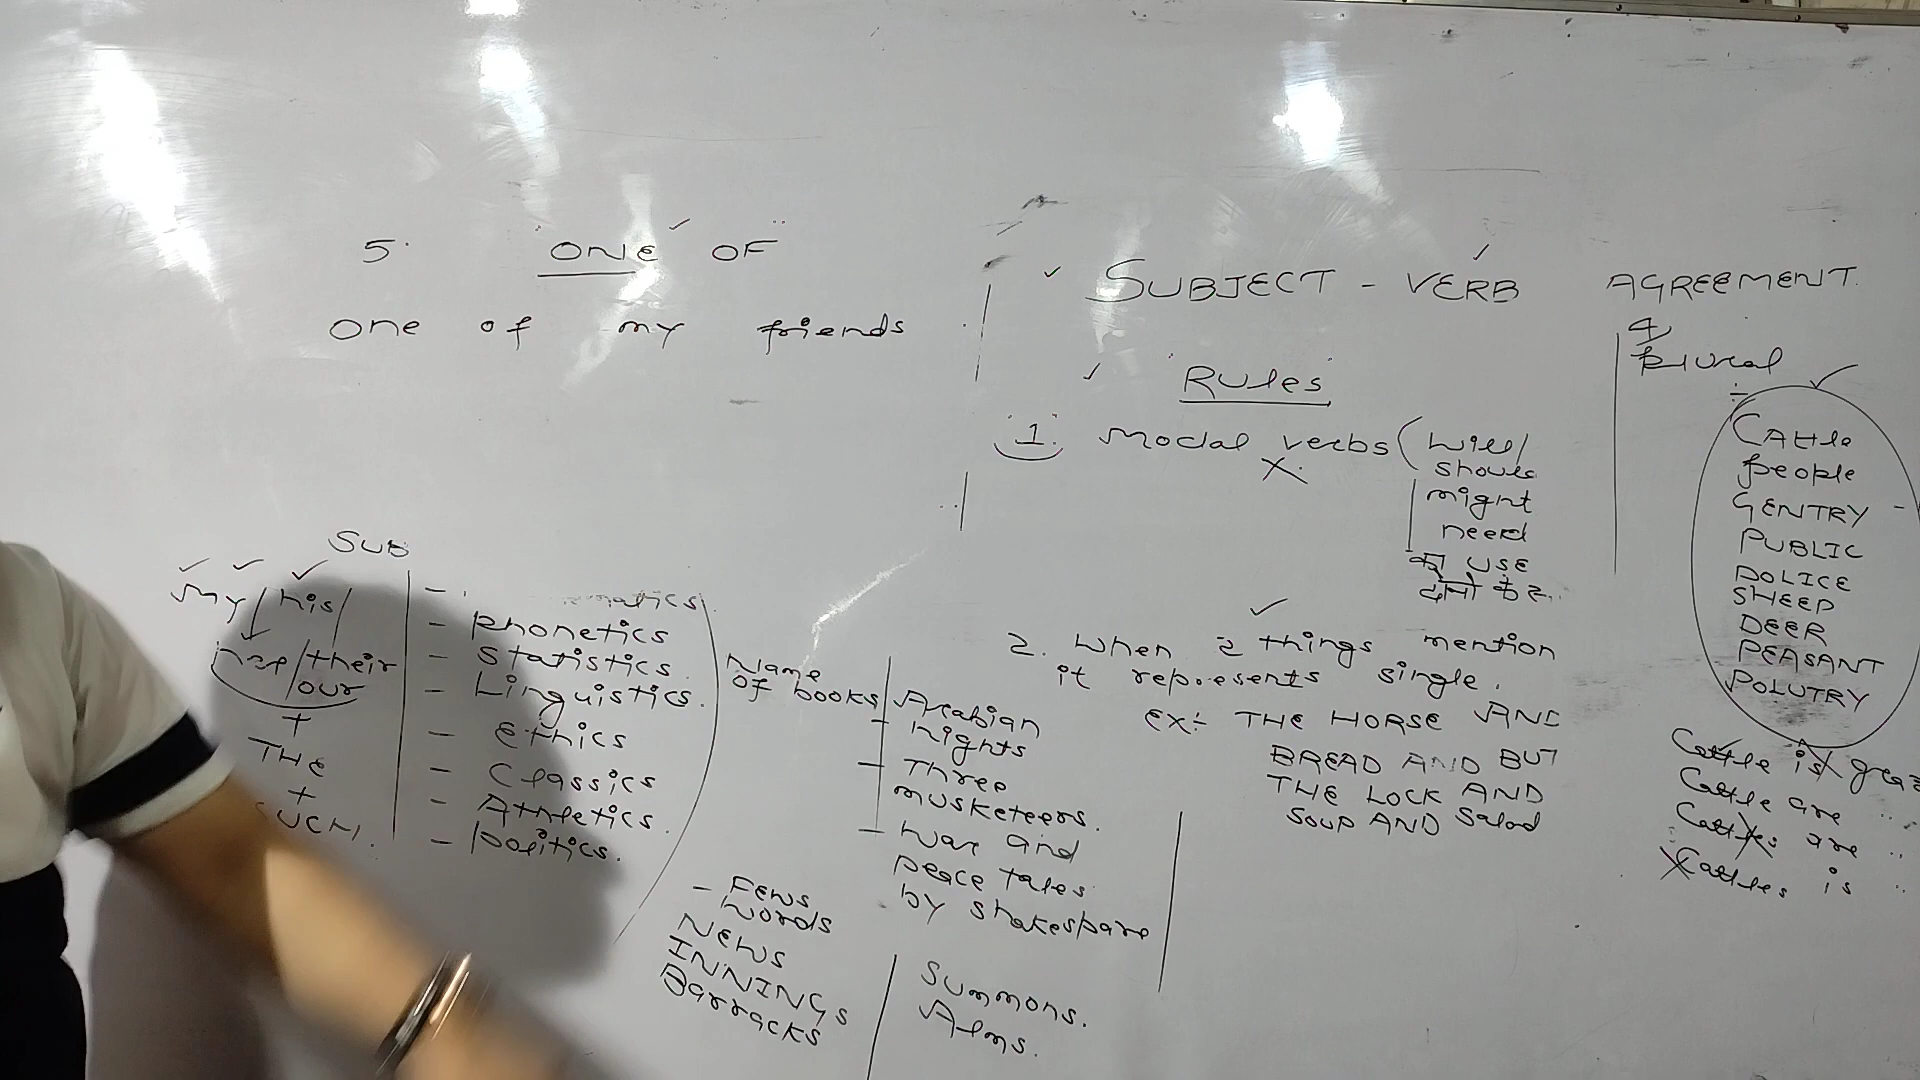 5. ONE OF
One of my friends
SUBJECT - VERB AGREEMENT
RULES
1. Modal verbs (will/
should
might
need
का USE
दोनो के
2. When 2 things mention
it represents single.
Ex:- THE HORSE AND
BREAD AND BUT
THE LOCK AND
SOUP AND Salad
4
plural
Cattle
people
GENTRY -
PUBLIC
POLICE
SHEEP
DEER
PEASANT
POLUTRY
Cattle is
Cattle are ..
Cattles are ..
Cattles is ..
SUB
My/his/
her/their
/our
+
THE
+
SUCH.
- Phonetics
- Statistics.
- Linguistics.
- Ethics
- Classics
- Athletics.
- Politics.
Name
of books
Arabian
Nights
- Three
musketeers.
- War and
peace tales
by shakespare
- Fews
words
NEWS
INNINGS
Barracks
Summons.
Alms.